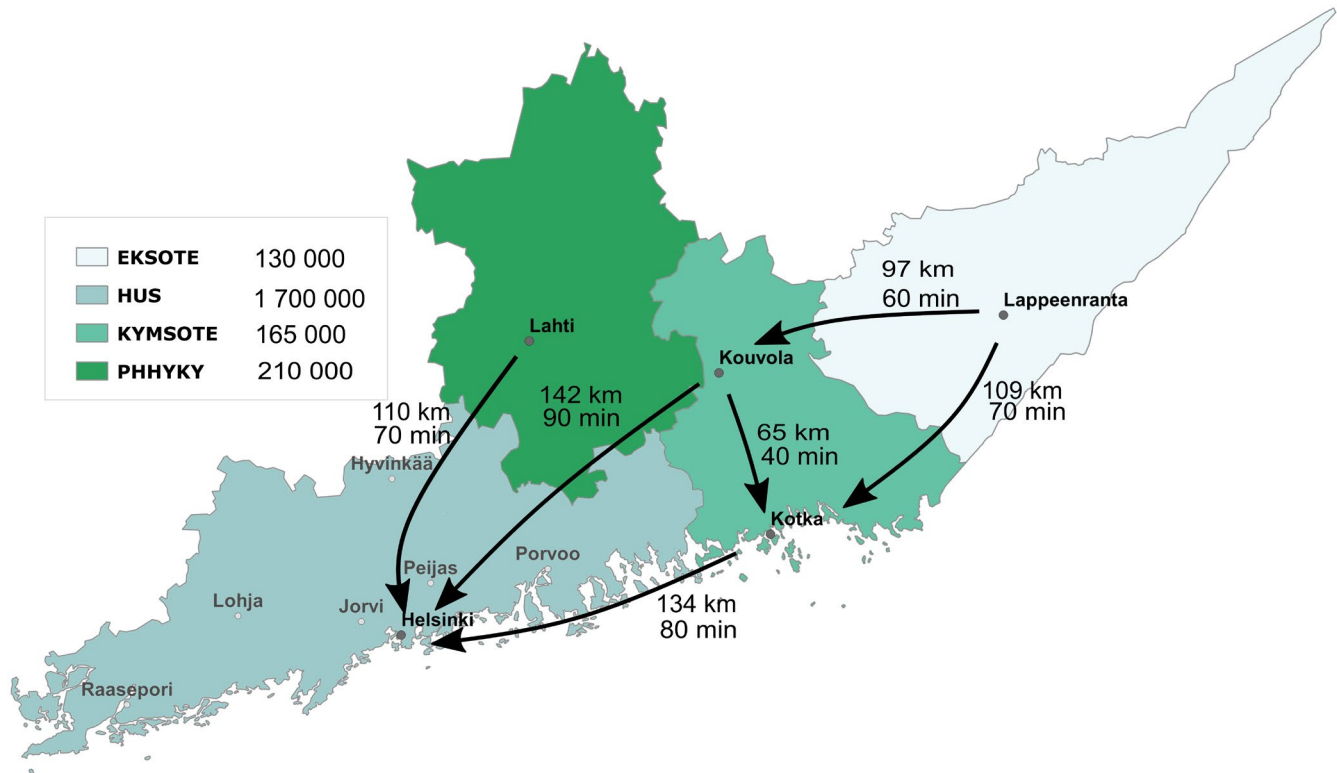 EKSOTE 130 000
HUS 1 700 000
KYMSOTE 165 000
PHHYKY 210 000
97 km
60 min
Lappeenranta
Lahti
Kouvola
142 km
90 min
109 km
70 min
110 km
70 min
65 km
40 min
Hyvinkää
Kotka
Porvoo
Peijas
134 km
80 min
Lohja
Jorvi
Helsinki
Raasepori